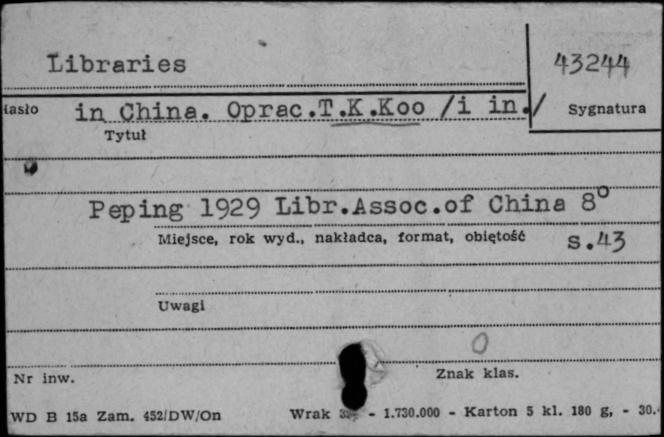 Libraries
43244
Hasło in China. Oprac.T.K.Koo /i in./ Sygnatura
Tytuł
Peping 1929 Libr.Assoc.of China 8°
Miejsce, rok wyd., nakładca, format, objętość s.43
Uwagi
0
Nr inw. Znak klas.
WD B 15a Zam. 452/DW/On Wrak - 1.730.000 - Karton 5 kl. 180 g, - 30.